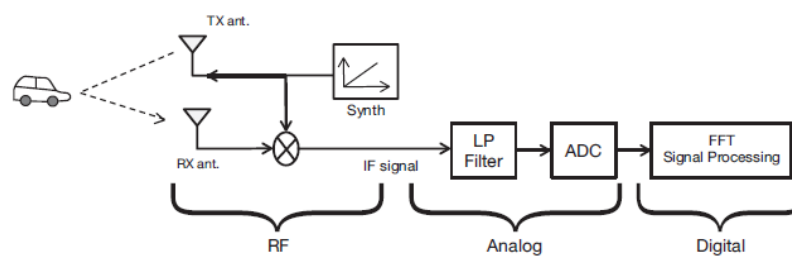 TX ant.
Synth
RX ant.
IF signal
LP
Filter
ADC
FFT
Signal Processing
RF
Analog
Digital